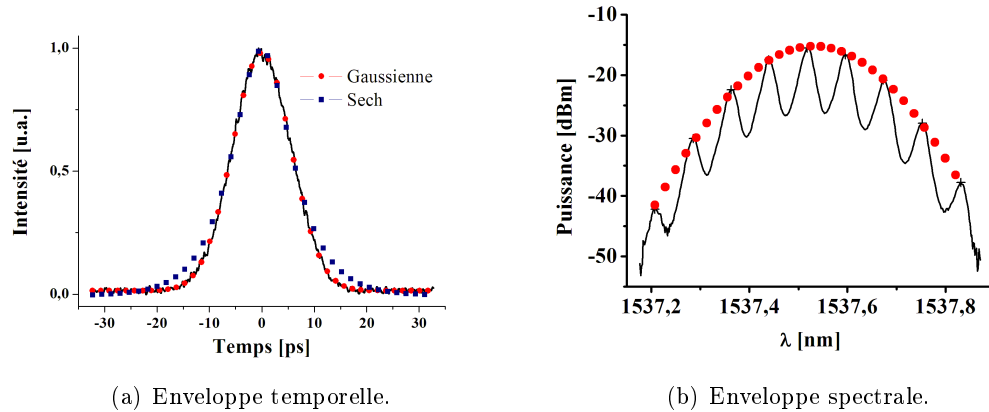 1,0
0,5
0,0
Intensité [u.a.]
Gaussienne
Sech
-30 -20 -10 0 10 20 30
Temps [ps]
(a) Enveloppe temporelle.
-10
-20
-30
-40
-50
Puissance [dBm]
1537,2 1537,4 1537,6 1537,8
λ [nm]
(b) Enveloppe spectrale.